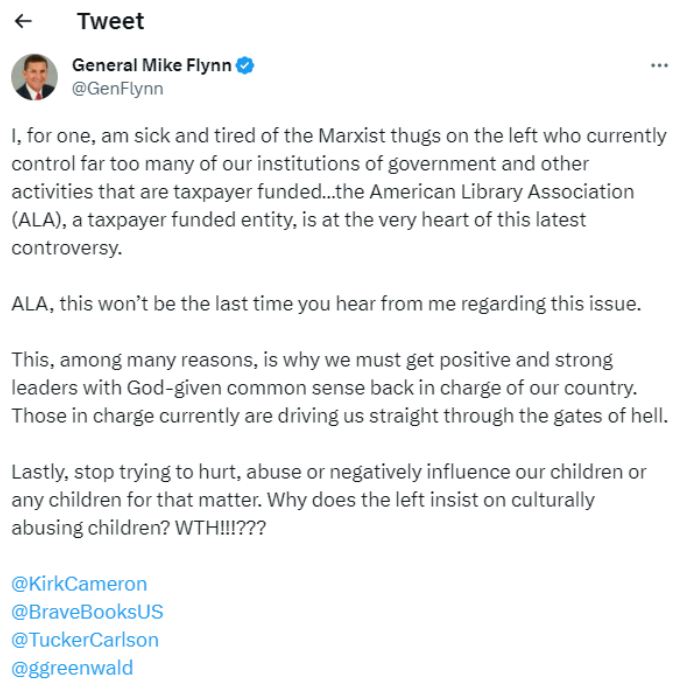 Tweet
General Mike Flynn
@GenFlynn
I, for one, am sick and tired of the Marxist thugs on the left who currently
control far too many of our institutions of government and other
activities that are taxpayer funded...the American Library Association
(ALA), a taxpayer funded entity, is at the very heart of this latest
controversy.
ALA, this won’t be the last time you hear from me regarding this issue.
This, among many reasons, is why we must get positive and strong
leaders with God-given common sense back in charge of our country.
Those in charge currently are driving us straight through the gates of hell.
Lastly, stop trying to hurt, abuse or negatively influence our children or
any children for that matter. Why does the left insist on culturally
abusing children? WTH!!!???
@KirkCameron
@BraveBooksUS
@TuckerCarlson
@ggreenwald